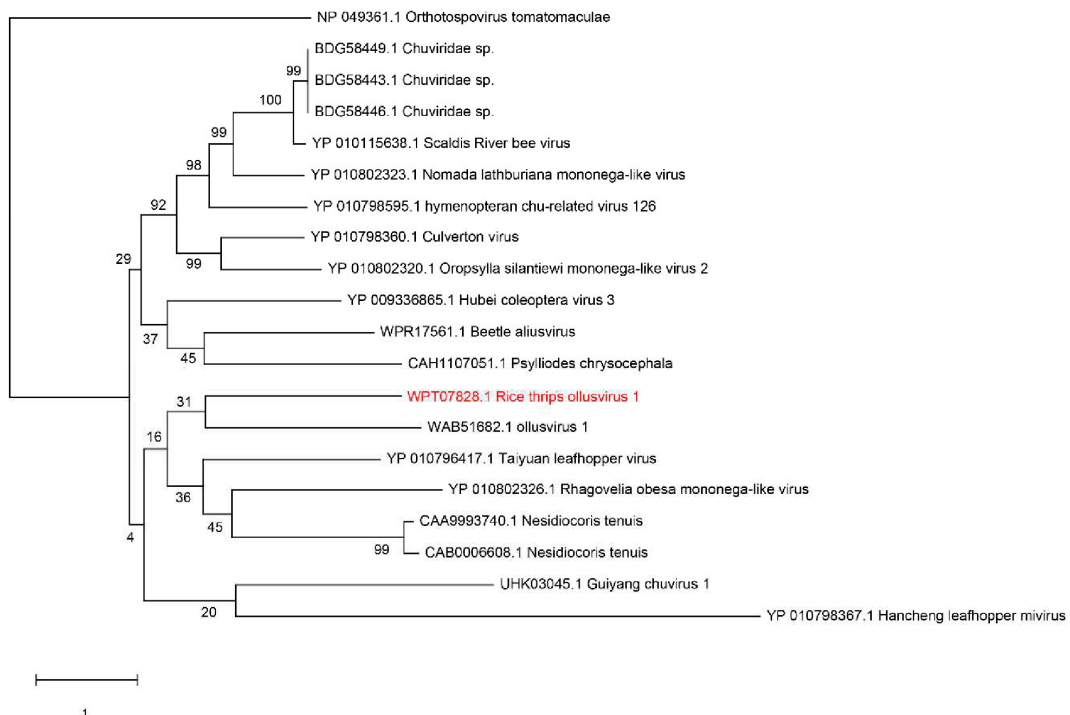 NP 049361.1 Orthotospovirus tomatomaculae
BDG58449.1 Chuviridae sp.
99
BDG58443.1 Chuviridae sp.
100
BDG58446.1 Chuviridae sp.
99
YP 010115638.1 Scaldis River bee virus
98
YP 010802323.1 Nomada lathburiana mononega-like virus
92
YP 010798595.1 hymenopteran chu-related virus 126
YP 010798360.1 Culverton virus
29
99
YP 010802320.1 Oropsylla silantiewi mononega-like virus 2
YP 009336865.1 Hubei coleoptera virus 3
37
WPR17561.1 Beetle aliusvirus
45
CAH1107051.1 Psylliodes chrysocephala
WPT07828.1 Rice thrips ollusvirus 1
31
WAB51682.1 ollusvirus 1
16
YP 010796417.1 Taiyuan leafhopper virus
36
YP 010802326.1 Rhagovelia obesa mononega-like virus
45
CAA9993740.1 Nesidiocoris tenuis
4
99
CAB0006608.1 Nesidiocoris tenuis
UHK03045.1 Guiyang chuvirus 1
20
YP 010798367.1 Hancheng leafhopper mivirus
1